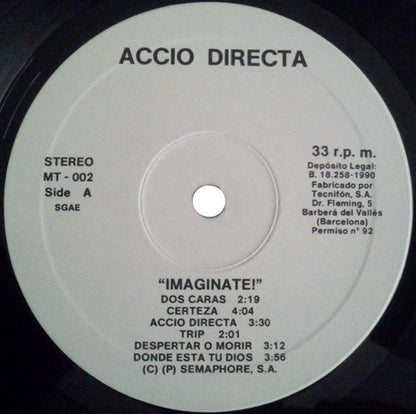 ACCIO DIRECTA
STEREO
MT - 002
Side A
SGAE
33 r. p. m.
Depósito Legal:
B. 18.258-1990
Fabricado por
Tecnifón, S.A.
Dr. Fleming, 5
Barberá del Vallés
(Barcelona)
Permiso n° 92
"IMAGINATE!"
DOS CARAS 2:19
CERTEZA 4:04
ACCIO DIRECTA 3:30
TRIP 2:01
DESPERTAR O MORIR 3:12
DONDE ESTA TU DIOS 3:56
(C) (P) SEMAPHORE, S.A.